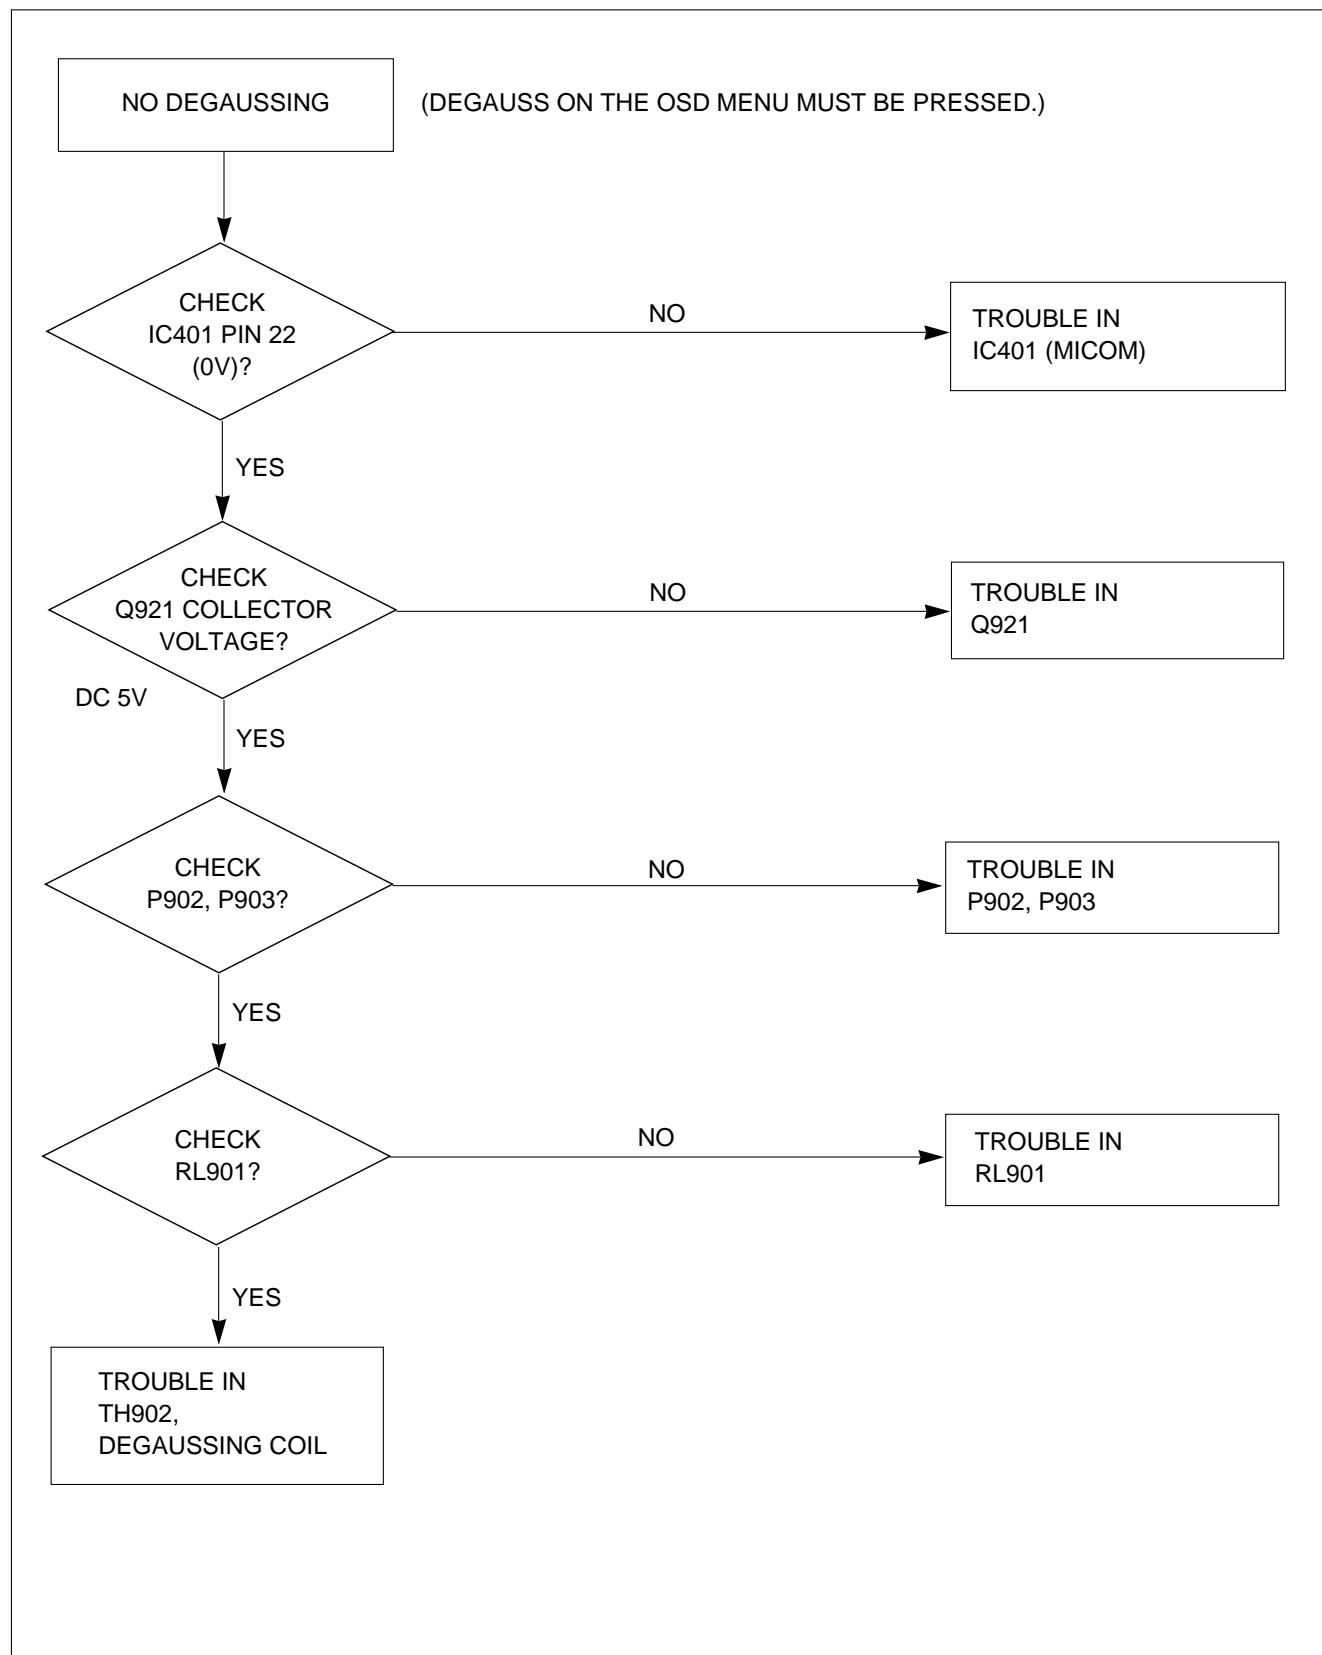 NO DEGAUSSING
(DEGAUSS ON THE OSD MENU MUST BE PRESSED.)
CHECK
IC401 PIN 22
(0V)?
NO
TROUBLE IN
IC401 (MICOM)
YES
CHECK
Q921 COLLECTOR
VOLTAGE?
DC 5V
NO
TROUBLE IN
Q921
YES
CHECK
P902, P903?
NO
TROUBLE IN
P902, P903
YES
CHECK
RL901?
NO
TROUBLE IN
RL901
YES
TROUBLE IN
TH902,
DEGAUSSING COIL